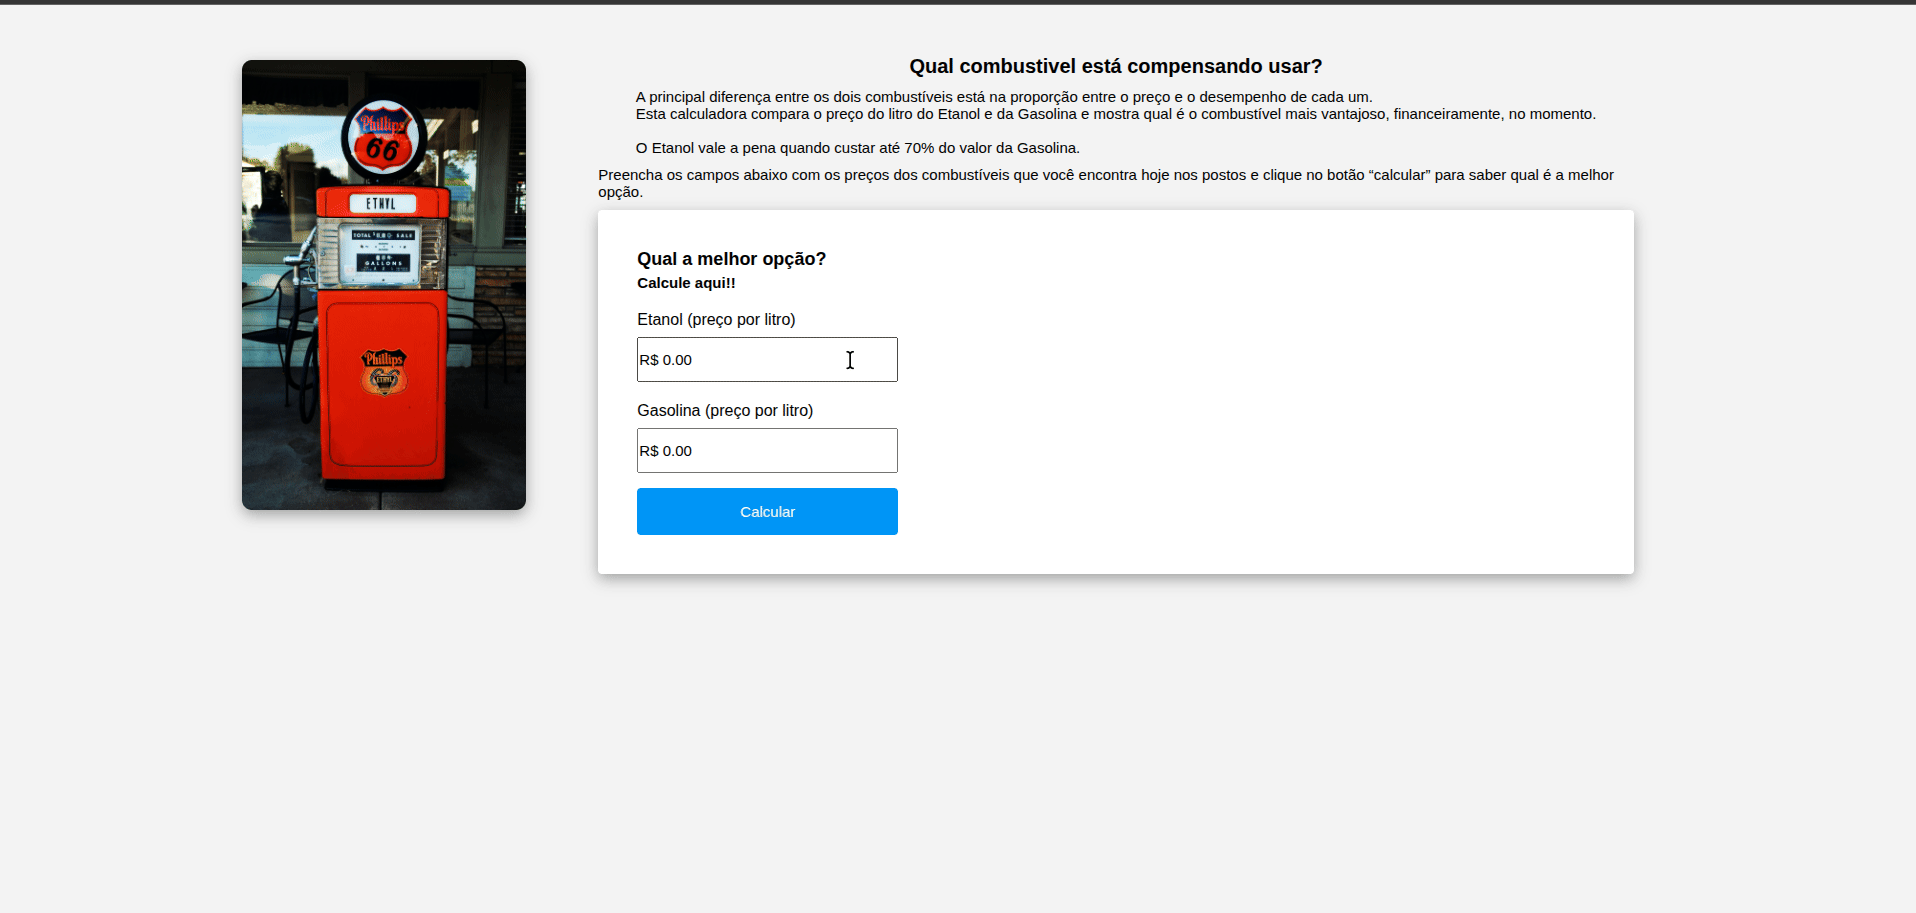 Qual combustivel está compensando usar?
A principal diferença entre os dois combustíveis está na proporção entre o preço e o desempenho de cada um.
Esta calculadora compara o preço do litro do Etanol e da Gasolina e mostra qual é o combustível mais vantajoso, financeiramente, no momento.
O Etanol vale a pena quando custar até 70% do valor da Gasolina.
Preencha os campos abaixo com os preços dos combustíveis que você encontra hoje nos postos e clique no botão “calcular” para saber qual é a melhor
opção.
Phillips
66
ETHYL
TOTAL
SALE
GALLONS
Phillips
ETHYL
Qual a melhor opção?
Calcule aqui!!
Etanol (preço por litro)
R$ 0.00
Gasolina (preço por litro)
R$ 0.00
Calcular